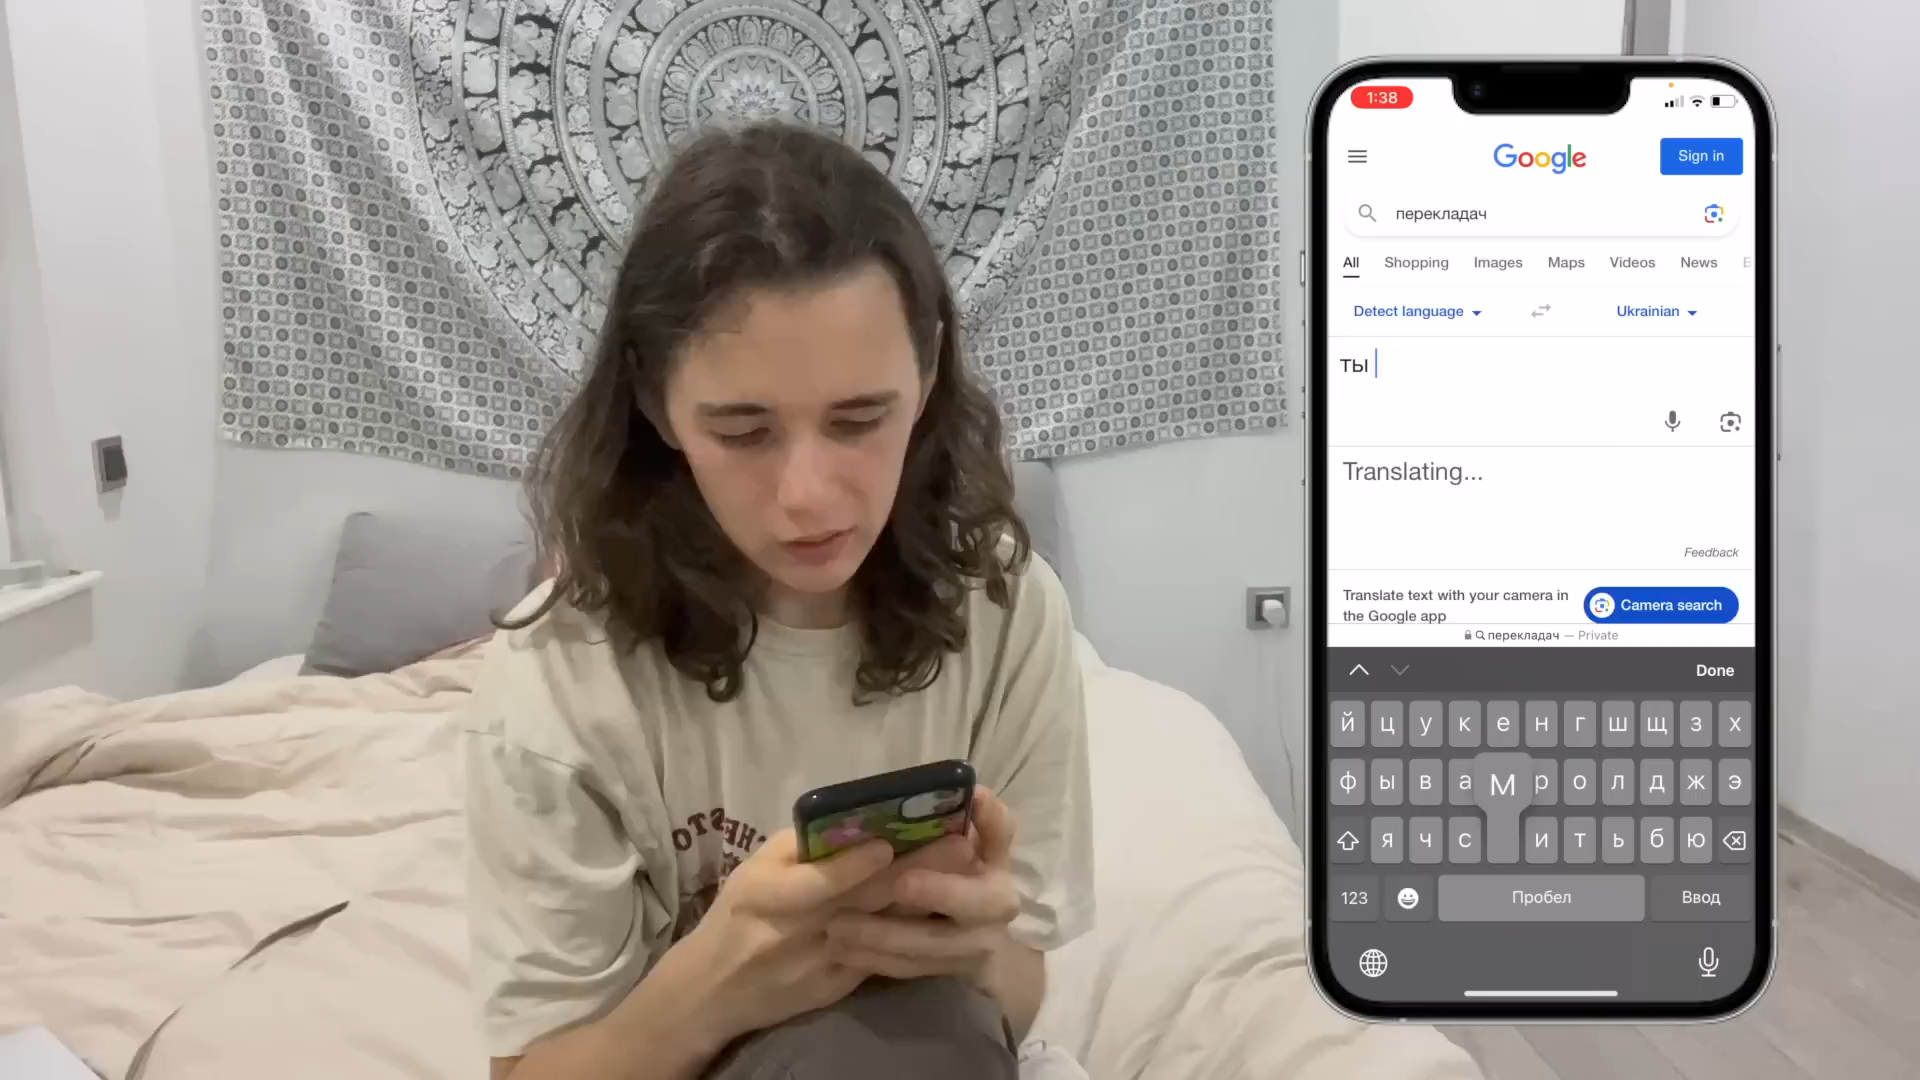 1:38
Google
Sign in
перекладач
All Shopping Images Maps Videos News
Detect language Ukrainian
ты
Translating...
Feedback
Translate text with your camera in
the Google app
Camera search
перекладач — Private
Done
й ц у к е н г ш щ з х
ф ы в а М р о л д ж э
я ч с и т ь б ю
123 Пробел Ввод